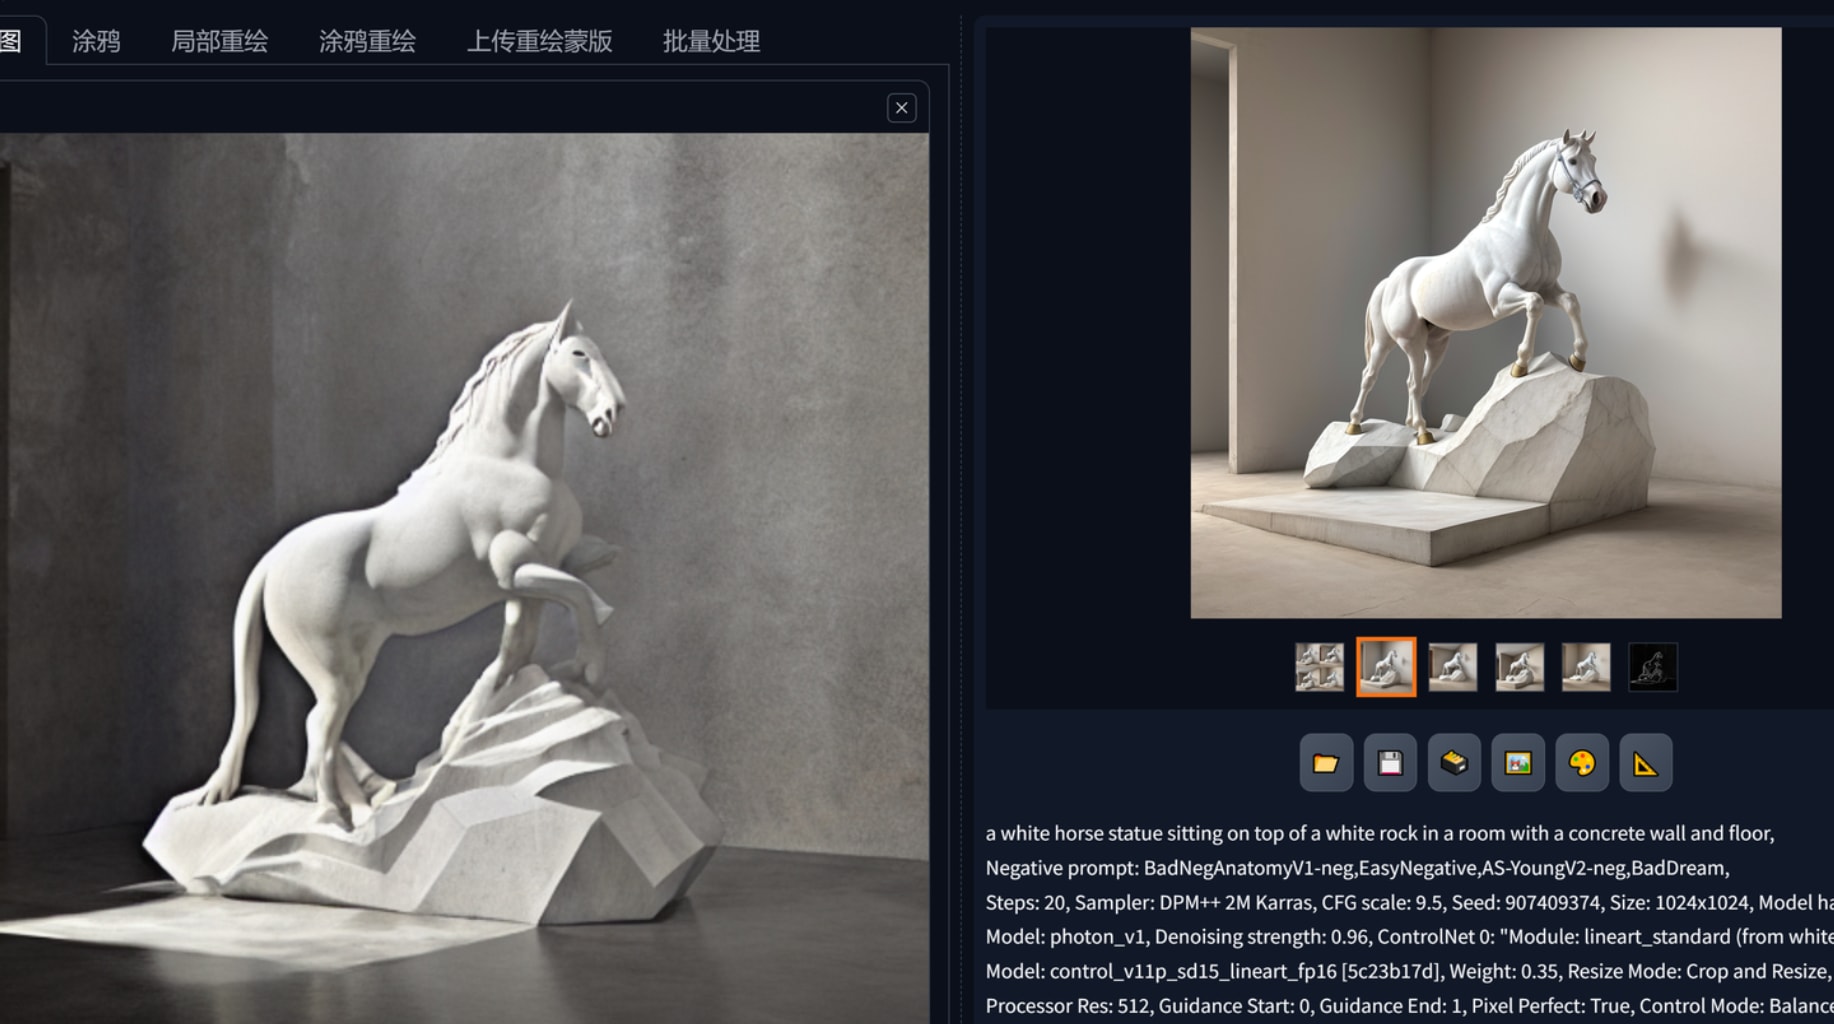 图
涂鸦
局部重绘
涂鸦重绘
上传重绘蒙版
批量处理
a white horse statue sitting on top of a white rock in a room with a concrete wall and floor,
Negative prompt: BadNegAnatomyV1-neg,EasyNegative,AS-YoungV2-neg,BadDream,
Steps: 20, Sampler: DPM++ 2M Karras, CFG scale: 9.5, Seed: 907409374, Size: 1024x1024, Model ha
Model: photon_v1, Denoising strength: 0.96, ControlNet 0: "Module: lineart_standard (from white
Model: control_v11p_sd15_lineart_fp16 [5c23b17d], Weight: 0.35, Resize Mode: Crop and Resize,
Processor Res: 512, Guidance Start: 0, Guidance End: 1, Pixel Perfect: True, Control Mode: Balance